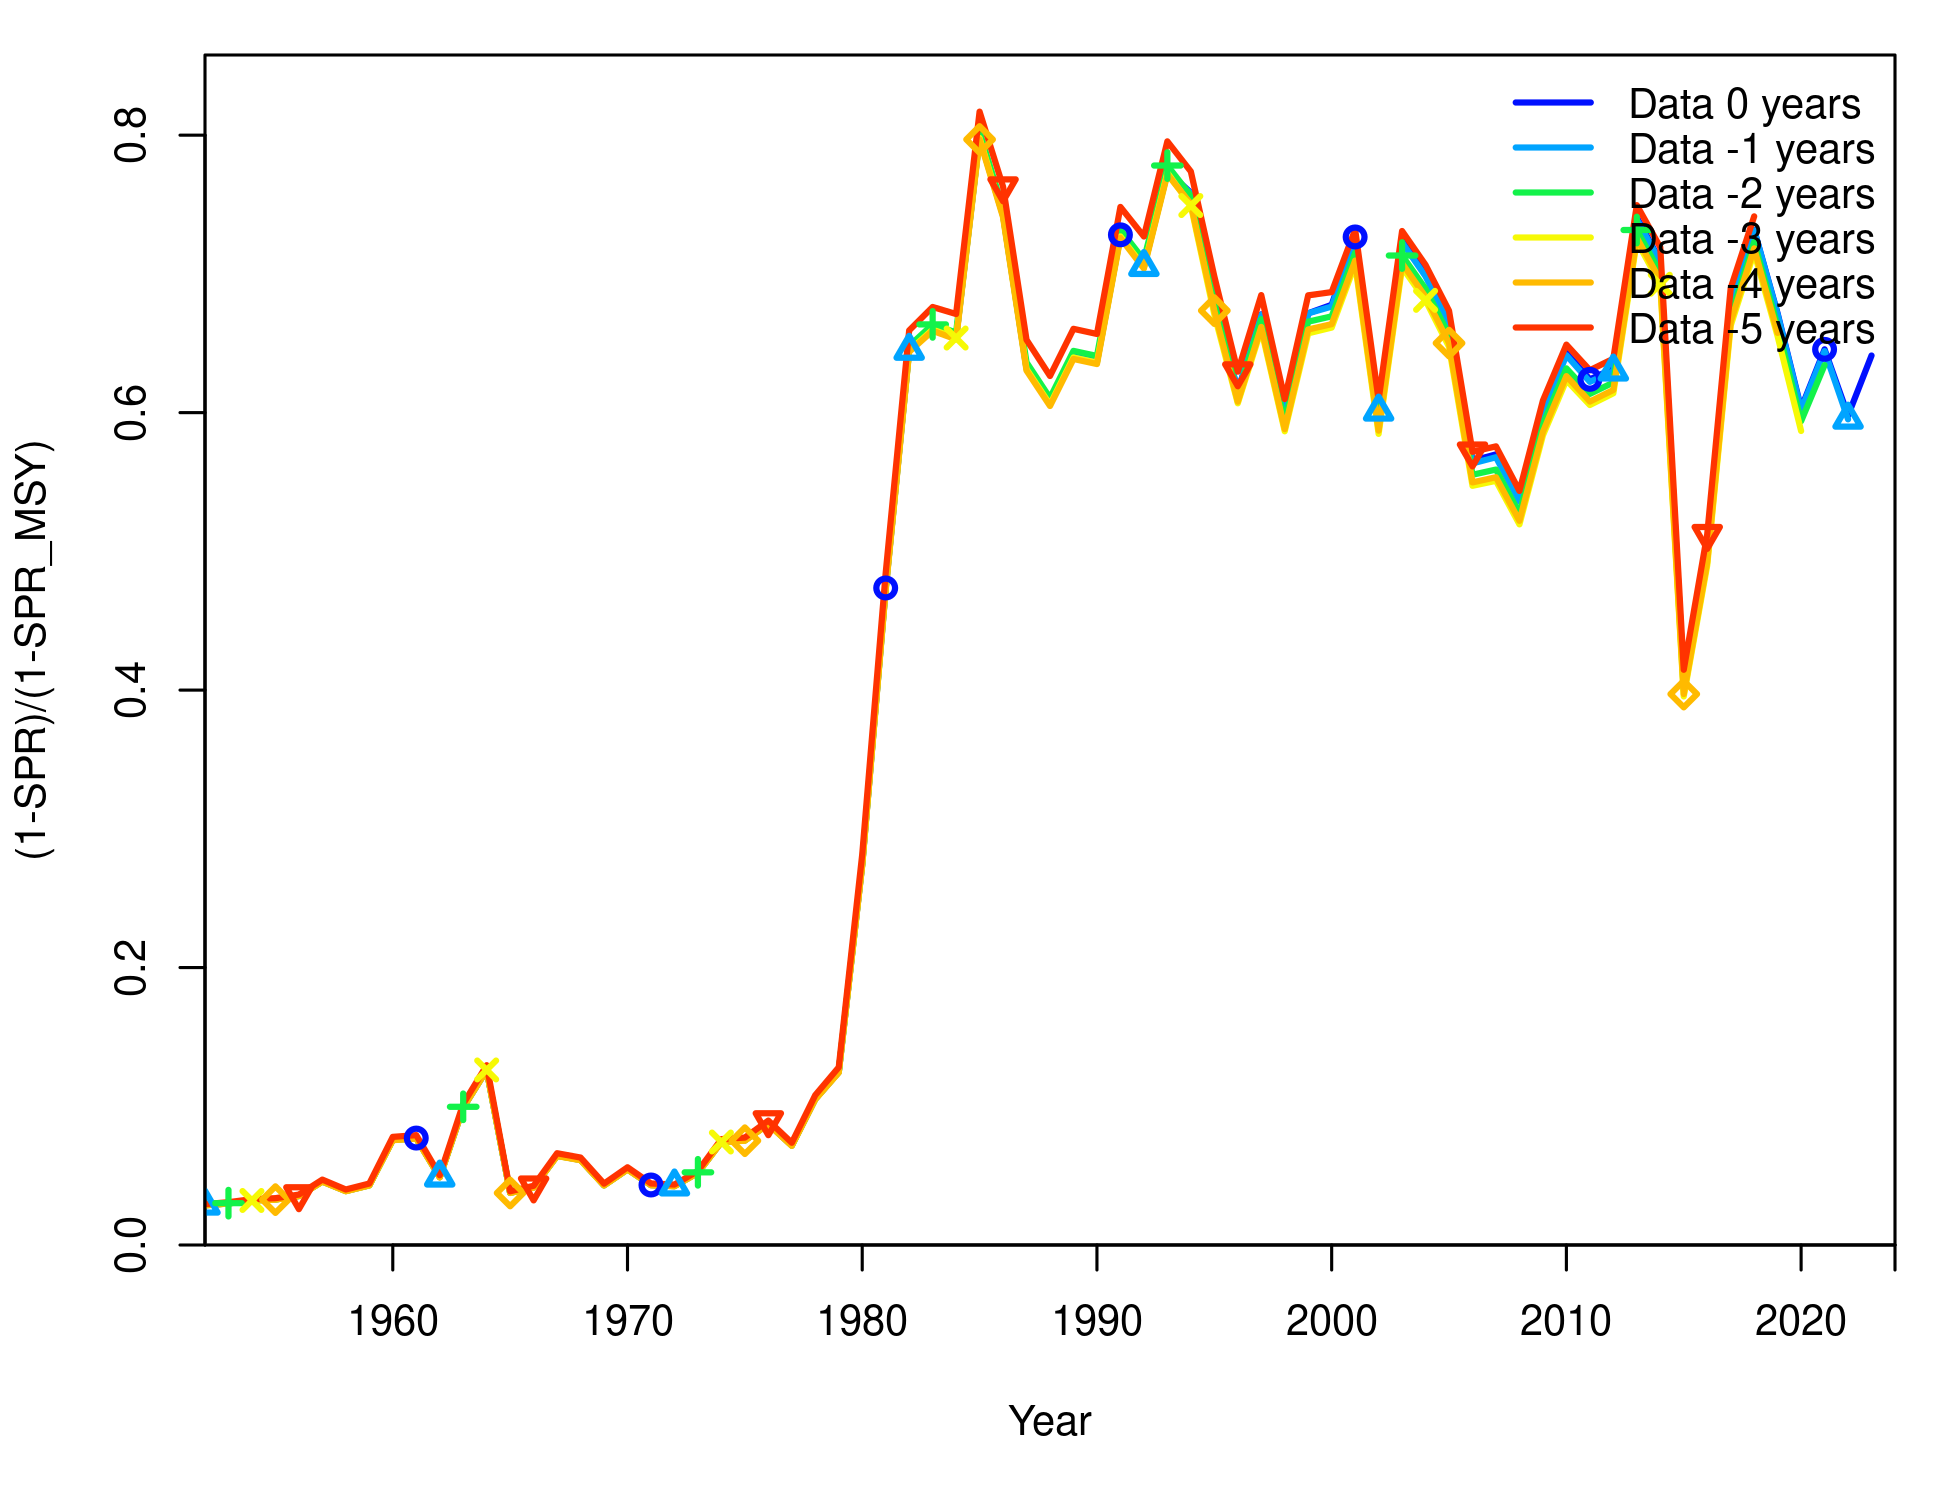 Data 0 years
Data -1 years
Data -2 years
Data -3 years
Data -4 years
Data -5 years
(1-SPR)/(1-SPR_MSY)
0.8
0.6
0.4
0.2
0.0
1960 1970 1980 1990 2000 2010 2020
Year